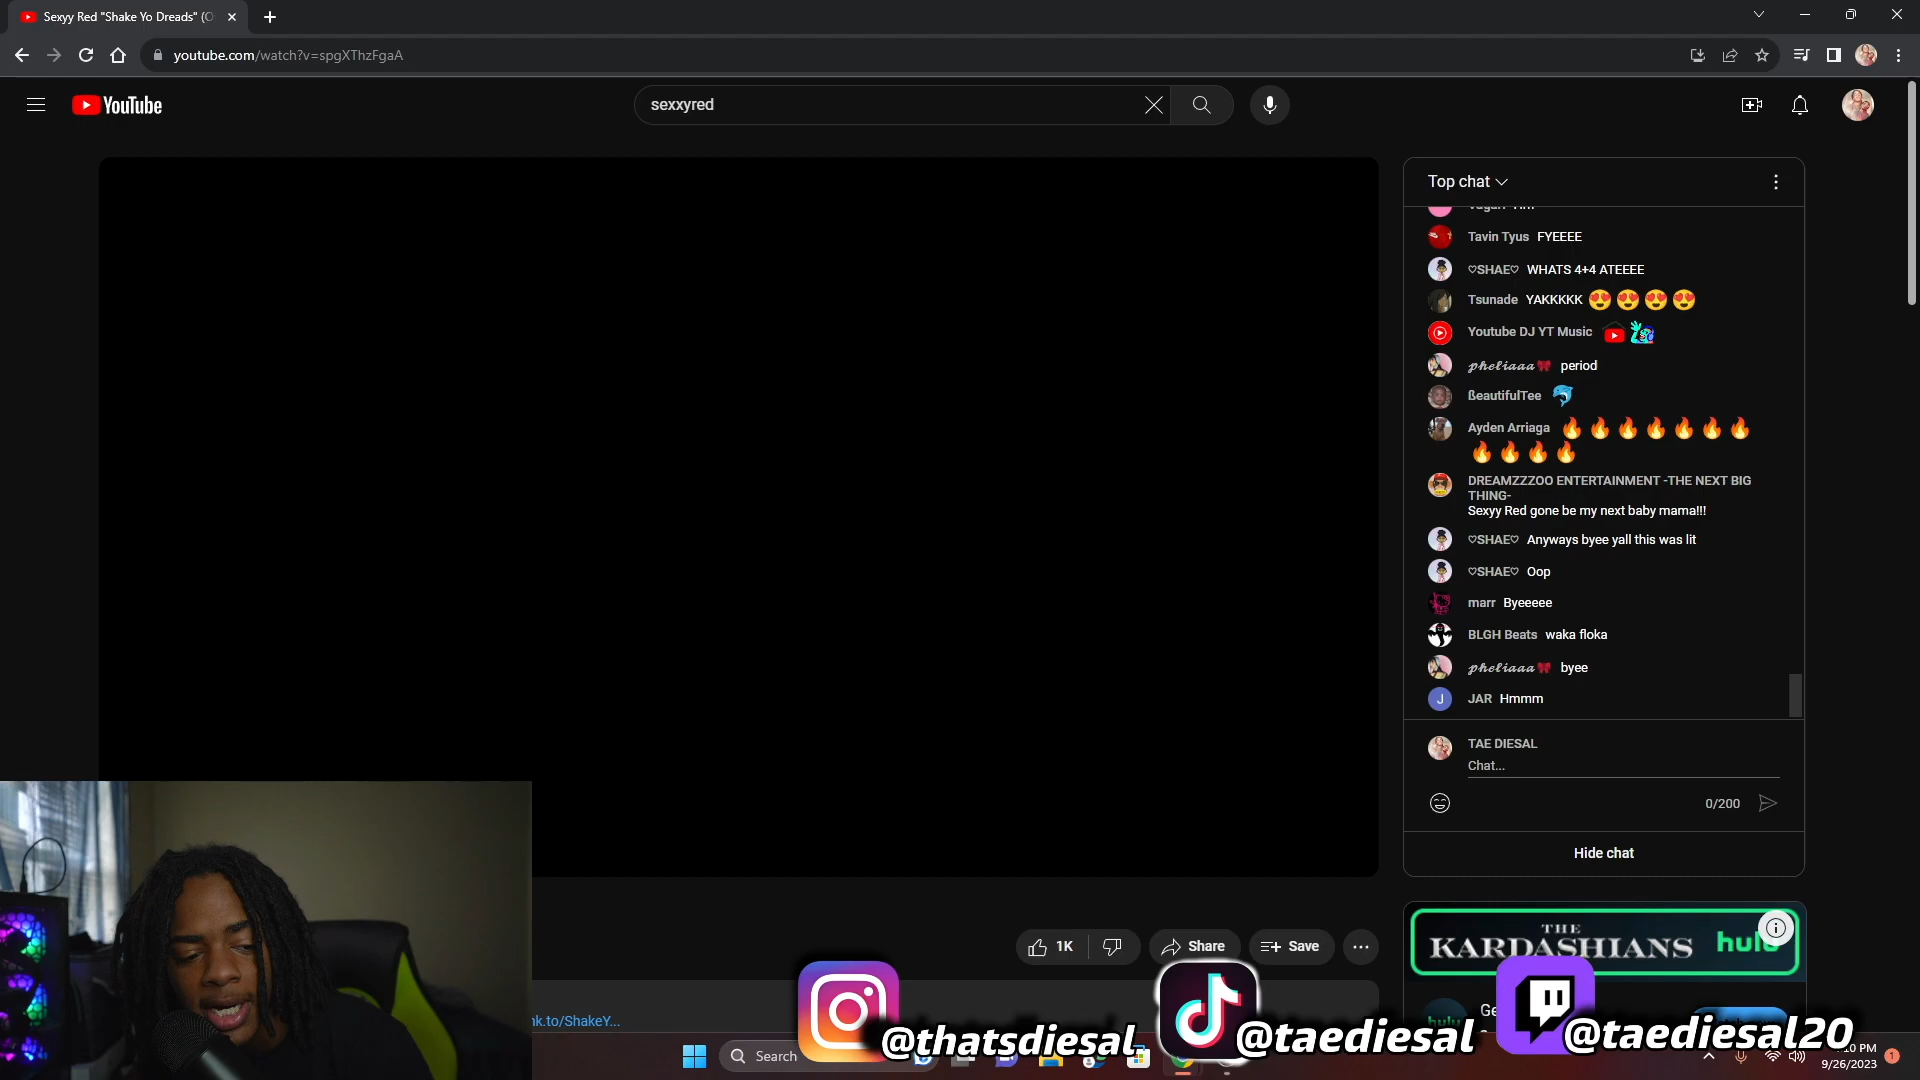 Sexyy Red "Shake Yo Dreads" (O
youtube.com/watch?v=spgXThzFgaA
YouTube
sexxyred
Top chat
Tavin Tyus FYEEEE
♡SHAE♡ WHATS 4+4 ATEEEE
Tsunade YAKKKKK 😍😍😍😍
Youtube DJ YT Music
𝓅𝒽𝑒𝓁𝒾𝒶𝒶𝒶🎀 period
ßeautifulTee 🐬
Ayden Arriaga 🔥🔥🔥🔥🔥🔥🔥
🔥🔥🔥🔥
DREAMZZZOO ENTERTAINMENT -THE NEXT BIG
THING-
Sexyy Red gone be my next baby mama!!!
♡SHAE♡ Anyways byee yall this was lit
♡SHAE♡ Oop
marr Byeeeee
BLGH Beats waka floka
𝓅𝒽𝑒𝓁𝒾𝒶𝒶𝒶🎀 byee
J JAR Hmmm
TAE DIESAL
Chat...
0/200
Hide chat
1K
Share
Save
THE
KARDASHIANS
hulu
nk.to/ShakeY...
@thatsdiesal
@taediesal
@taediesal20
Search
9/26/2023
1